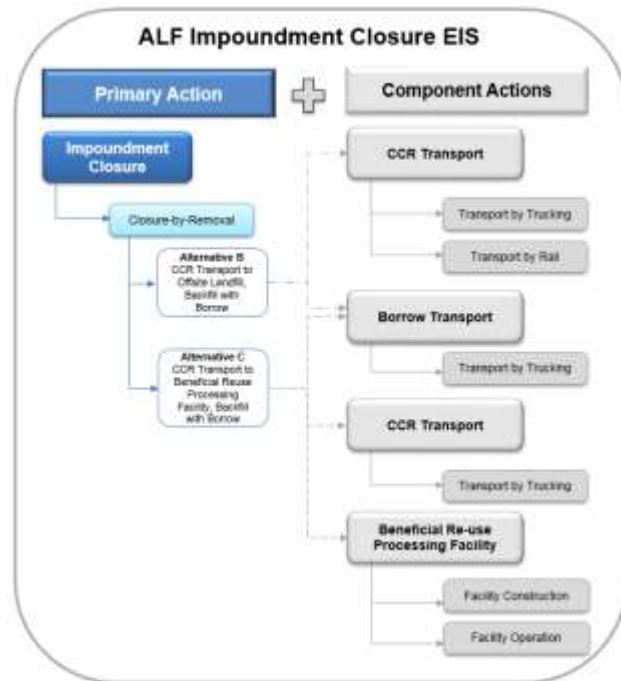 ALF Impoundment Closure EIS
Primary Action
Component Actions
Impoundment
Closure
Closure-by-Removal
Alternative B
CCR Transport to
Offsite Landfill,
Backfill with
Borrow
Alternative C
CCR Transport to
Beneficial Reuse
Processing
Facility, Backfill
with Borrow
CCR Transport
Transport by Trucking
Transport by Rail
Borrow Transport
Transport by Trucking
CCR Transport
Transport by Trucking
Beneficial Re-use
Processing Facility
Facility Construction
Facility Operation